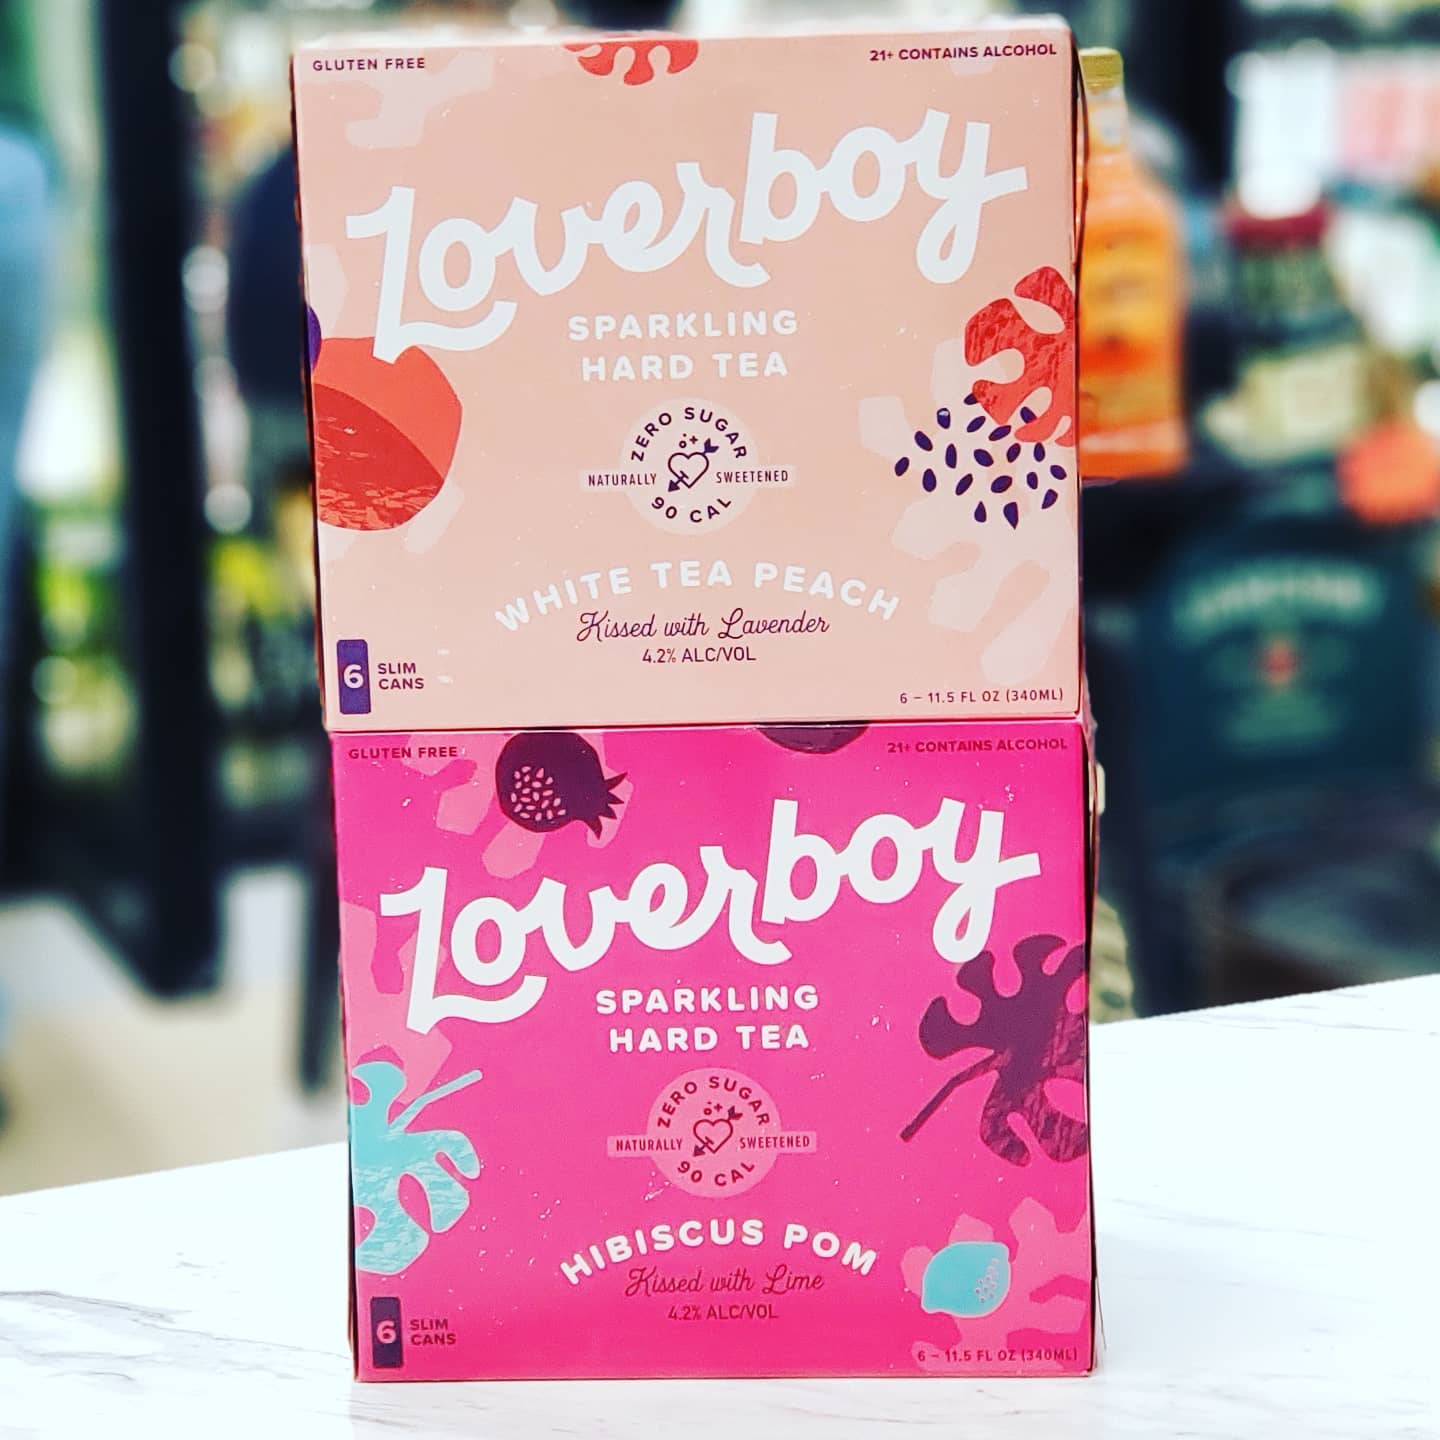 GLUTEN FREE
21+ CONTAINS ALCOHOL
Loverboy
SPARKLING
HARD TEA
ZERO SUGAR
NATURALLY SWEETENED
90 CAL
WHITE TEA PEACH
Kissed with Lavender
4.2% ALC/VOL
6 SLIM
CANS
6 – 11.5 FL OZ (340ML)
GLUTEN FREE
21+ CONTAINS ALCOHOL
Loverboy
SPARKLING
HARD TEA
ZERO SUGAR
NATURALLY SWEETENED
90 CAL
HIBISCUS POM
Kissed with Lime
4.2% ALC/VOL
6 SLIM
CANS
6 – 11.5 FL OZ (340ML)